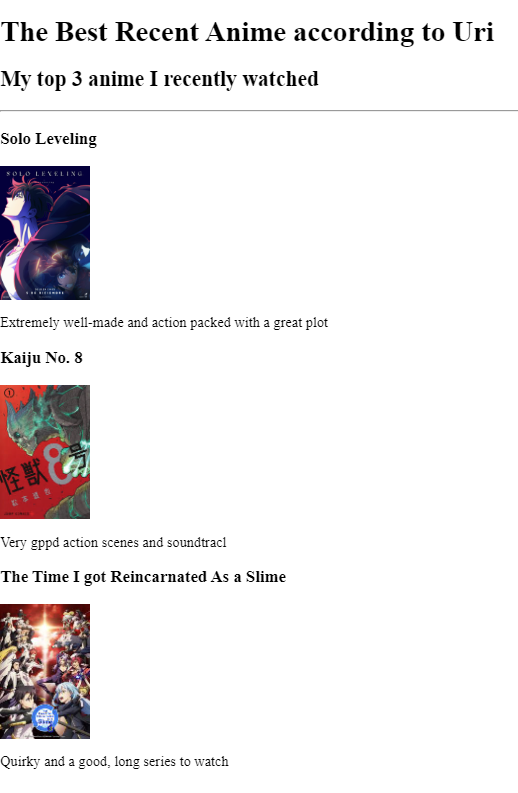 The Best Recent Anime according to Uri
My top 3 anime I recently watched
Solo Leveling
SOLO LEVELING
Extremely well-made and action packed with a great plot
Kaiju No. 8
1
怪獣8号
Very gppd action scenes and soundtracl
The Time I got Reincarnated As a Slime
Quirky and a good, long series to watch